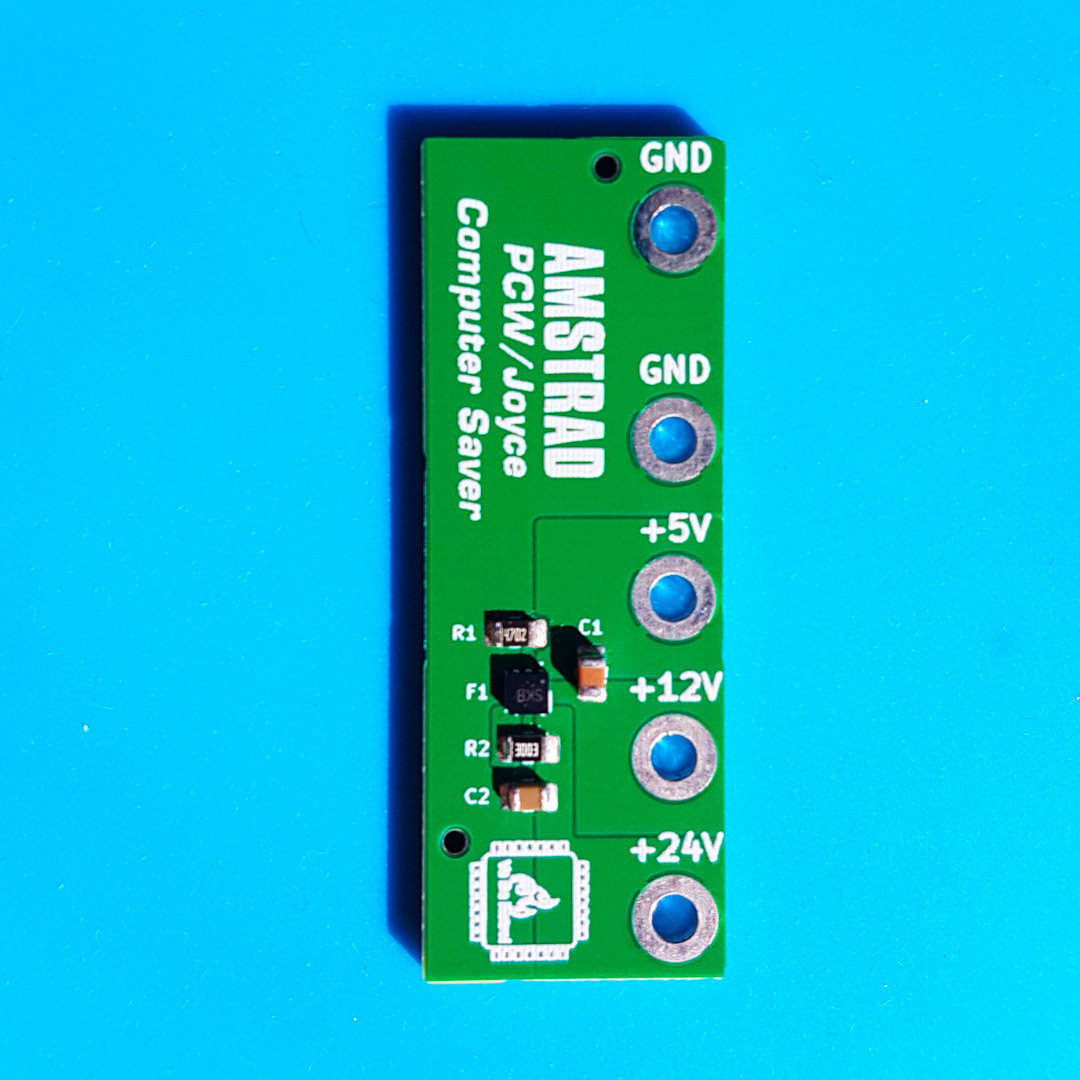 GND
AMSTRAD
PCW/Joyce
Computer Saver
GND
+5V
C1
R1
4702
+12V
F1
R2
3003
C2
+24V